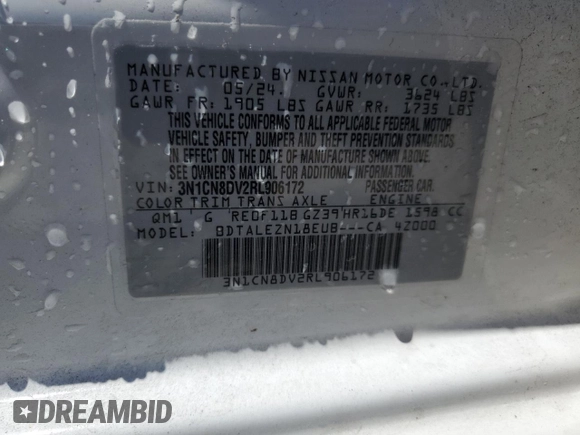 MANUFACTURED BY NISSAN MOTOR CO., LTD.
DATE: 05/24 GVWR: 3624 LBS
GAWR FR: 1905 LBS GAWR RR: 1735 LBS
THIS VEHICLE CONFORMS TO ALL APPLICABLE FEDERAL MOTOR
VEHICLE SAFETY, BUMPER AND THEFT PREVENTION STANDARDS
IN EFFECT ON THE DATE OF MANUFACTURE SHOWN ABOVE.
SEE OWNER'S MANUAL FOR ADDITIONAL INFORMATION.
VIN: 3N1CN8DV2RL906172 PASSENGER CAR
COLOR TRIM TRANS AXLE ENGINE
QM1 G RE0F11B GZ39 HR16DE 1598 CC
MODEL: BDTALEZN18EUB---CA 4Z000
3N1CN8DV2RL906172
DREAMBID